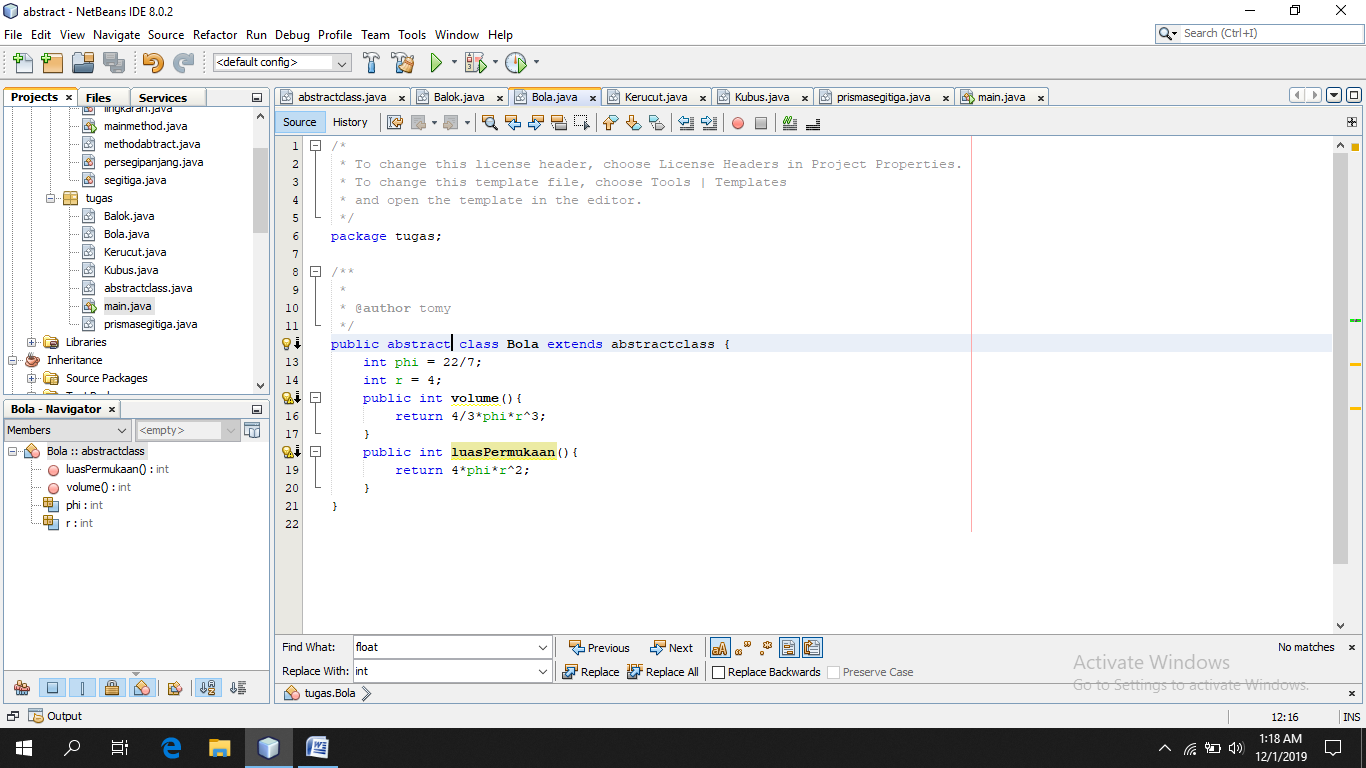 abstract - NetBeans IDE 8.0.2
File Edit View Navigate Source Refactor Run Debug Profile Team Tools Window Help
Search (Ctrl+I)
<default config>
Projects Files Services
lingkaran.java
mainmethod.java
methodabtract.java
persegipanjang.java
segitiga.java
tugas
Balok.java
Bola.java
Kerucut.java
Kubus.java
abstractclass.java
main.java
prismasegitiga.java
Libraries
Inheritance
Source Packages
Bola - Navigator
Members <empty>
Bola :: abstractclass
luasPermukaan() : int
volume() : int
phi : int
r : int
abstractclass.java Balok.java Bola.java Kerucut.java Kubus.java prismasegitiga.java main.java
Source History
1 /*
2 * To change this license header, choose License Headers in Project Properties.
3 * To change this template file, choose Tools | Templates
4 * and open the template in the editor.
5 */
6 package tugas;
7
8 /**
9 *
10 * @author tomy
11 */
public abstract class Bola extends abstractclass {
13 int phi = 22/7;
14 int r = 4;
public int volume(){
16 return 4/3*phi*r^3;
17 }
public int luasPermukaan(){
19 return 4*phi*r^2;
20 }
21 }
22
Find What: float Previous Next No matches
Replace With: int Replace Replace All Replace Backwards Preserve Case
Activate Windows
Go to Settings to activate Windows.
tugas.Bola
Output
12:16 INS
1:18 AM
12/1/2019